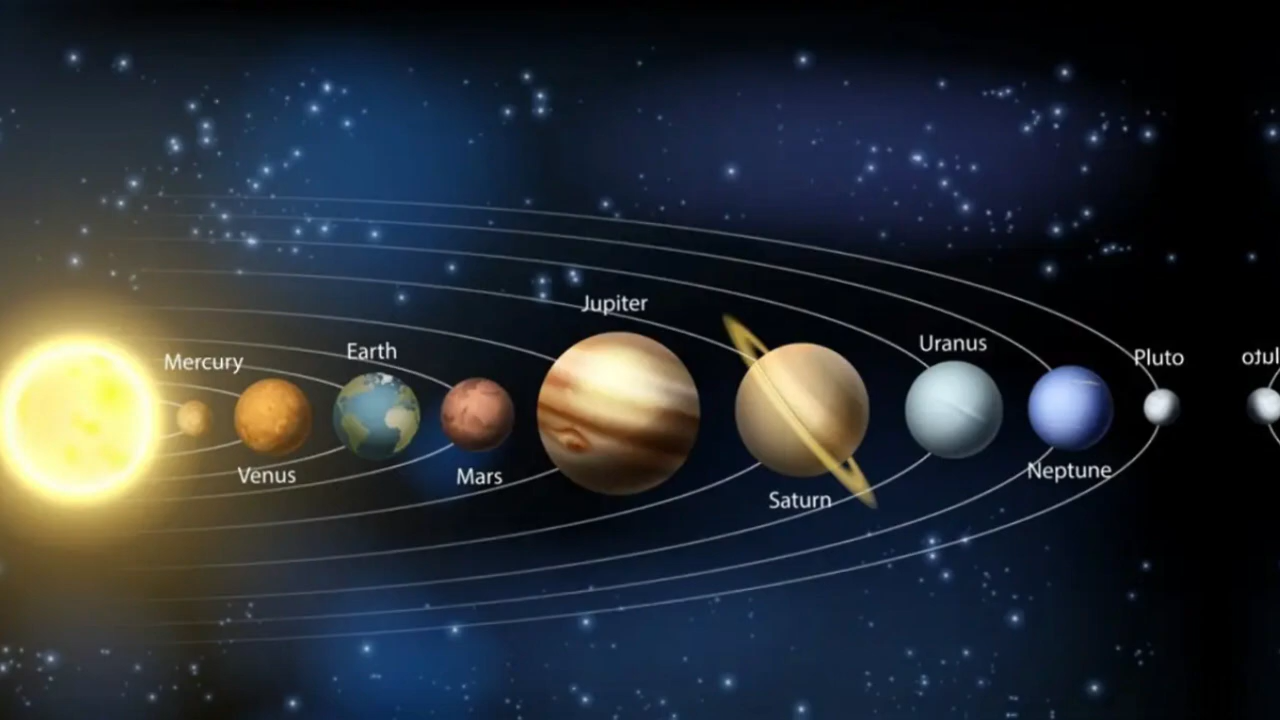 Mercury
Venus
Earth
Mars
Jupiter
Saturn
Uranus
Neptune
Pluto